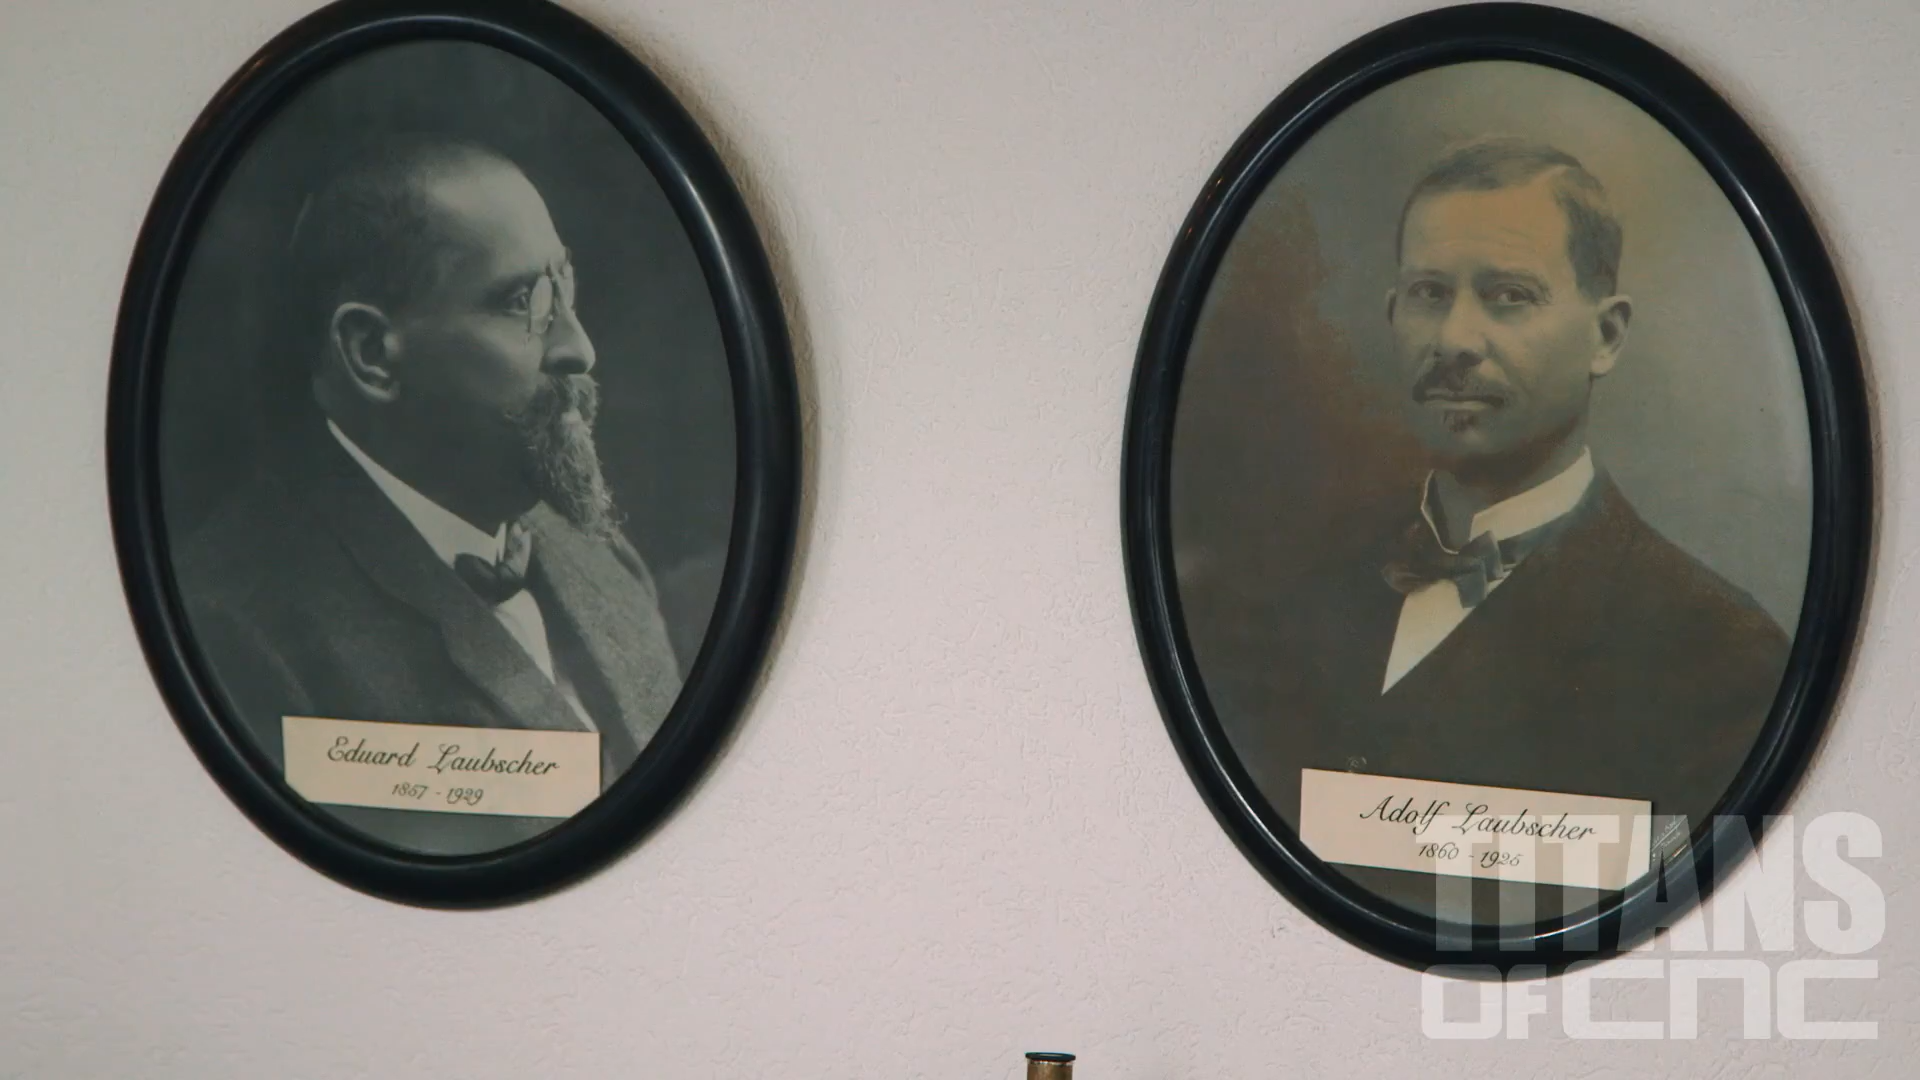 Eduard Laubscher
1857 - 1929
Adolf Laubscher
1860 - 1925
TITANS
OF CNC